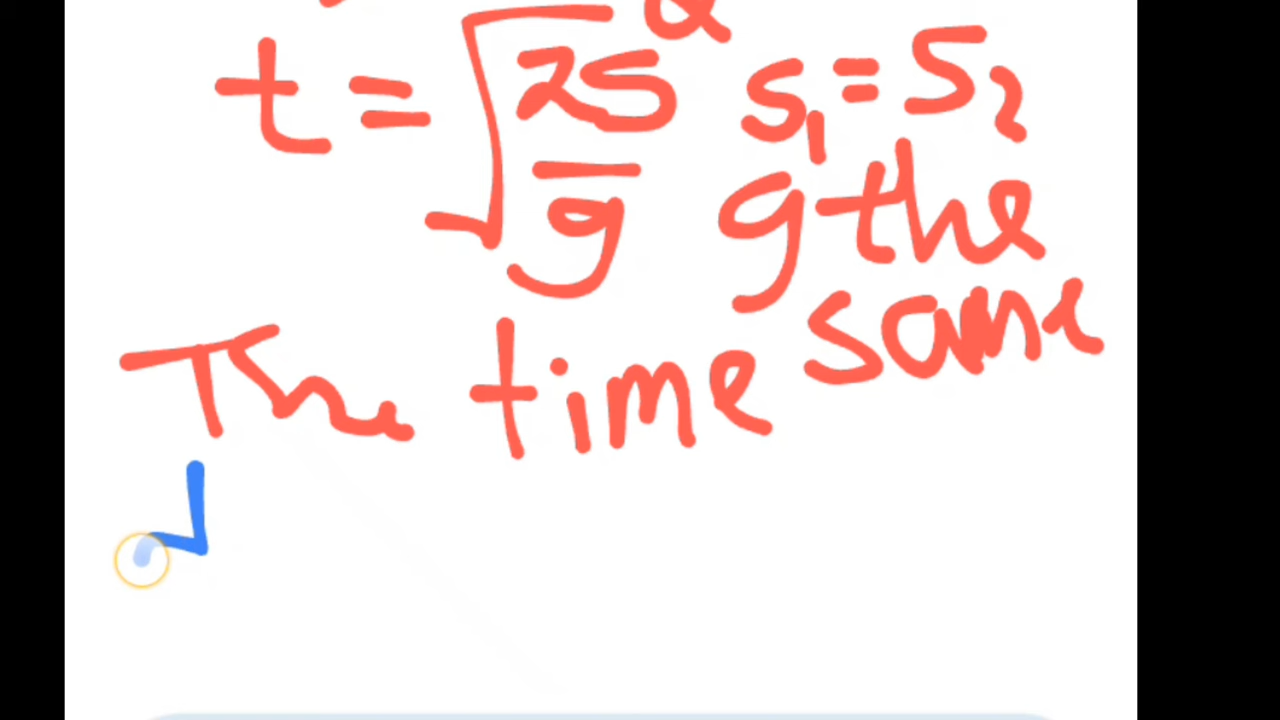 t = √2s/g & s₁ = s₂
g the
same
The time